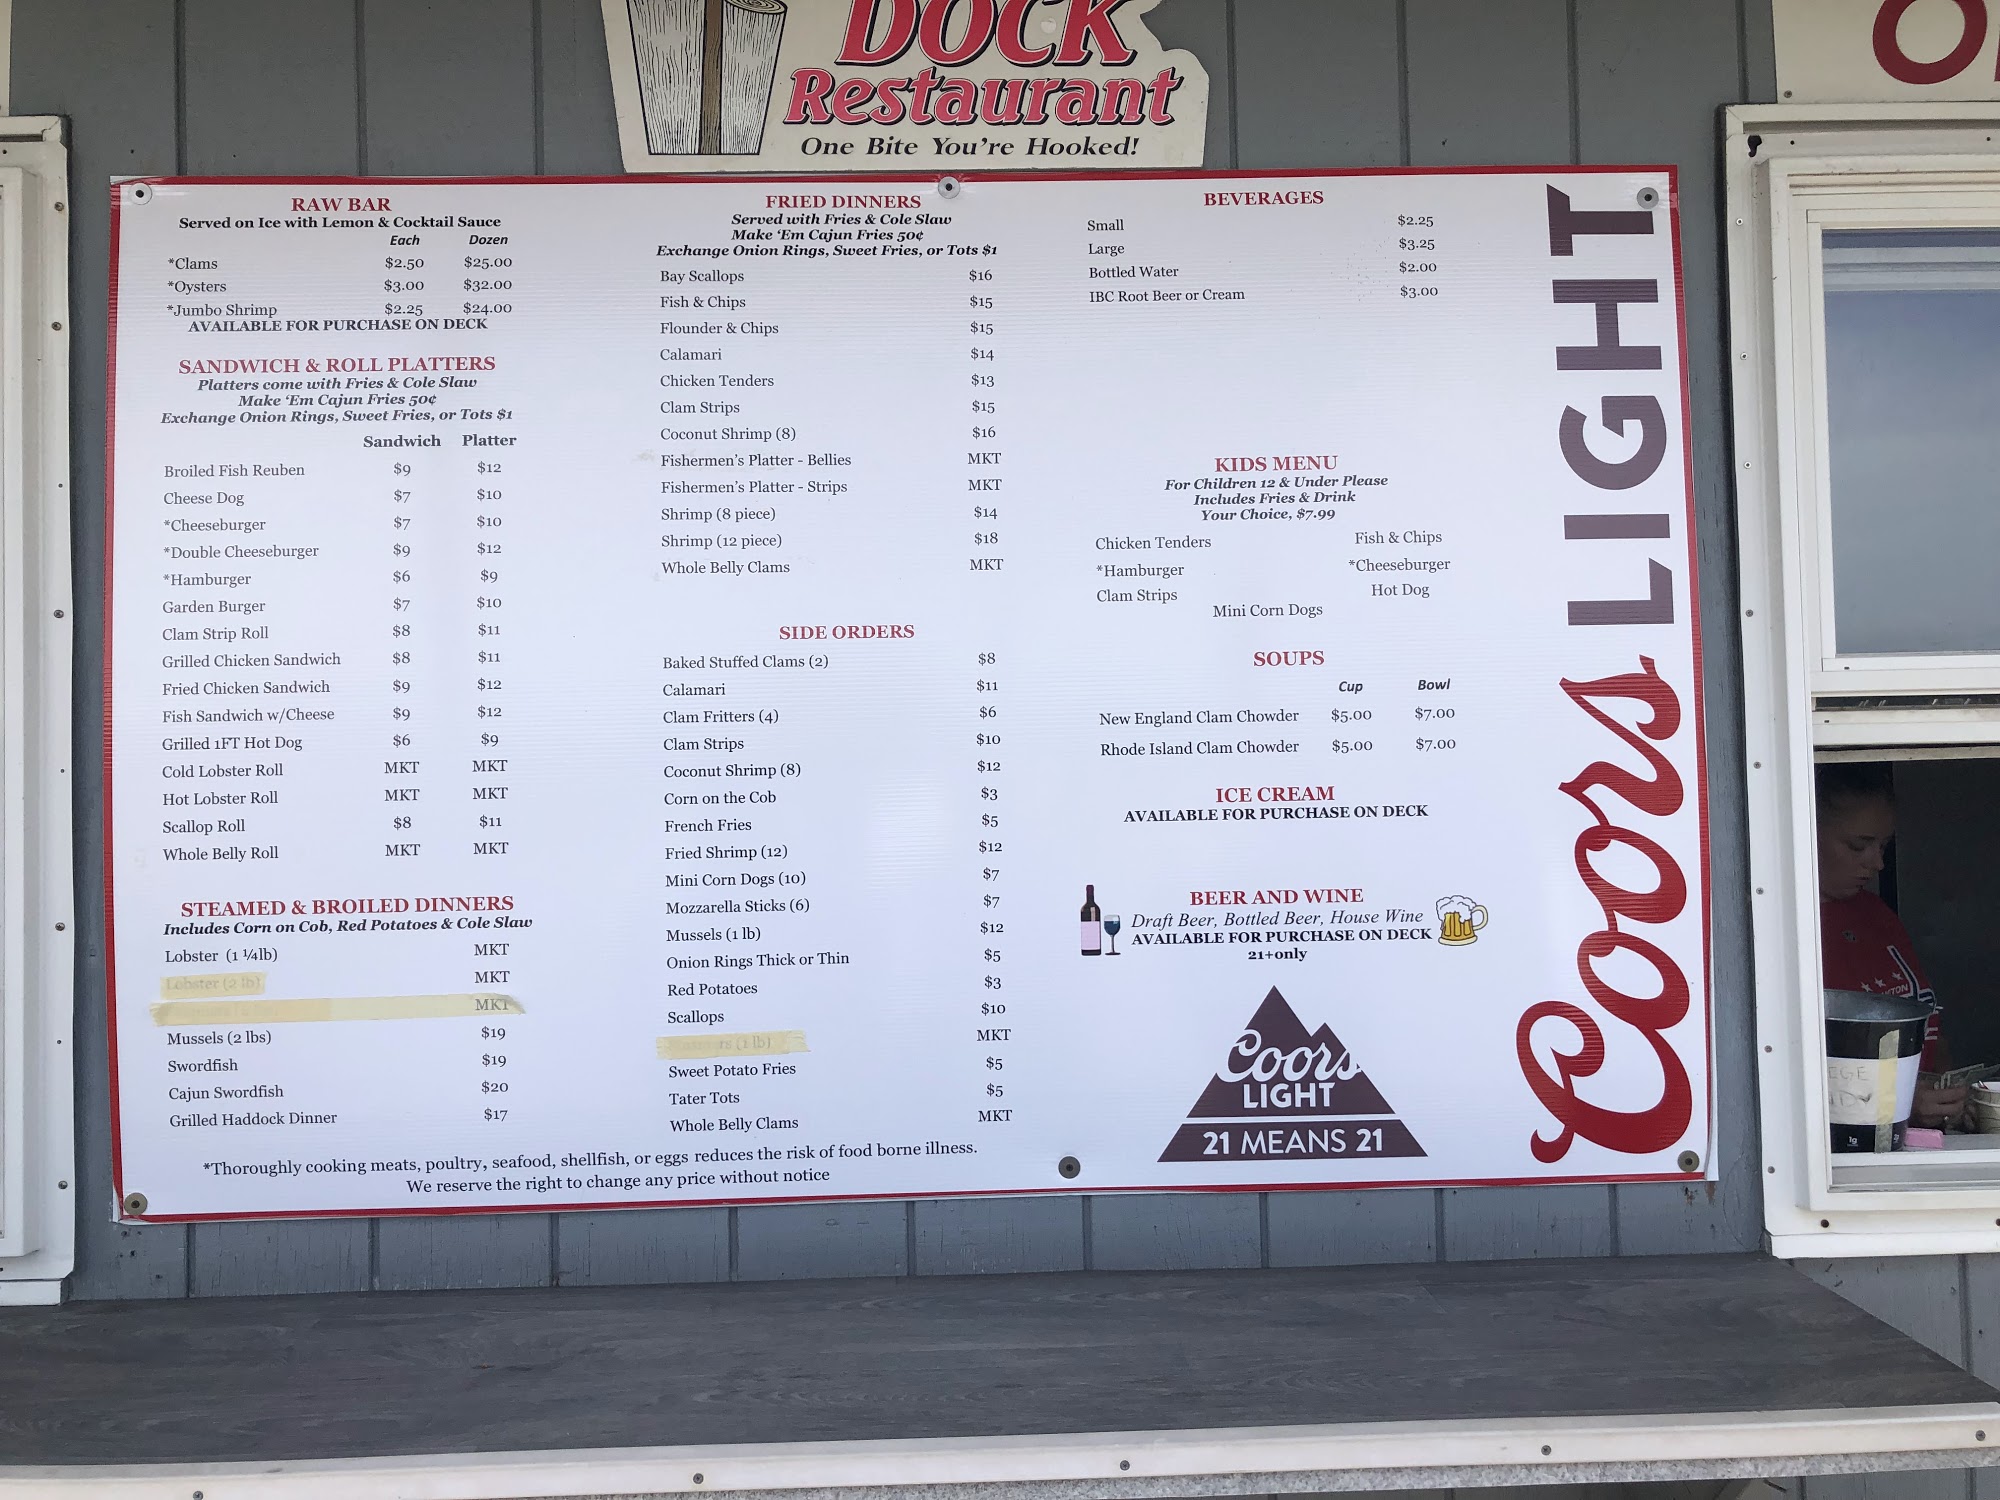 DOCK
Restaurant
One Bite You're Hooked!
RAW BAR
Served on Ice with Lemon & Cocktail Sauce
Each Dozen
*Clams $2.50 $25.00
*Oysters $3.00 $32.00
*Jumbo Shrimp $2.25 $24.00
AVAILABLE FOR PURCHASE ON DECK
SANDWICH & ROLL PLATTERS
Platters come with Fries & Cole Slaw
Make 'Em Cajun Fries 50¢
Exchange Onion Rings, Sweet Fries, or Tots $1
Sandwich Platter
Broiled Fish Reuben $9 $12
Cheese Dog $7 $10
*Cheeseburger $7 $10
*Double Cheeseburger $9 $12
*Hamburger $6 $9
Garden Burger $7 $10
Clam Strip Roll $8 $11
Grilled Chicken Sandwich $8 $11
Fried Chicken Sandwich $9 $12
Fish Sandwich w/Cheese $9 $12
Grilled 1FT Hot Dog $6 $9
Cold Lobster Roll MKT MKT
Hot Lobster Roll MKT MKT
Scallop Roll $8 $11
Whole Belly Roll MKT MKT
STEAMED & BROILED DINNERS
Includes Corn on Cob, Red Potatoes & Cole Slaw
Lobster (1 ¼lb) MKT
Lobster (2 lb) MKT
MKT
Mussels (2 lbs) $19
Swordfish $19
Cajun Swordfish $20
Grilled Haddock Dinner $17
FRIED DINNERS
Served with Fries & Cole Slaw
Make 'Em Cajun Fries 50¢
Exchange Onion Rings, Sweet Fries, or Tots $1
Bay Scallops $16
Fish & Chips $15
Flounder & Chips $15
Calamari $14
Chicken Tenders $13
Clam Strips $15
Coconut Shrimp (8) $16
Fishermen's Platter - Bellies MKT
Fishermen's Platter - Strips MKT
Shrimp (8 piece) $14
Shrimp (12 piece) $18
Whole Belly Clams MKT
SIDE ORDERS
Baked Stuffed Clams (2) $8
Calamari $11
Clam Fritters (4) $6
Clam Strips $10
Coconut Shrimp (8) $12
Corn on the Cob $3
French Fries $5
Fried Shrimp (12) $12
Mini Corn Dogs (10) $7
Mozzarella Sticks (6) $7
Mussels (1 lb) $12
Onion Rings Thick or Thin $5
Red Potatoes $3
Scallops $10
(1 lb) MKT
Sweet Potato Fries $5
Tater Tots $5
Whole Belly Clams MKT
*Thoroughly cooking meats, poultry, seafood, shellfish, or eggs reduces the risk of food borne illness.
We reserve the right to change any price without notice
BEVERAGES
Small $2.25
Large $3.25
Bottled Water $2.00
IBC Root Beer or Cream $3.00
KIDS MENU
For Children 12 & Under Please
Includes Fries & Drink
Your Choice, $7.99
Chicken Tenders Fish & Chips
*Hamburger *Cheeseburger
Clam Strips Hot Dog
Mini Corn Dogs
SOUPS
Cup Bowl
New England Clam Chowder $5.00 $7.00
Rhode Island Clam Chowder $5.00 $7.00
ICE CREAM
AVAILABLE FOR PURCHASE ON DECK
BEER AND WINE
Draft Beer, Bottled Beer, House Wine
AVAILABLE FOR PURCHASE ON DECK
21+only
Coors
LIGHT
21 MEANS 21
Coors LIGHT